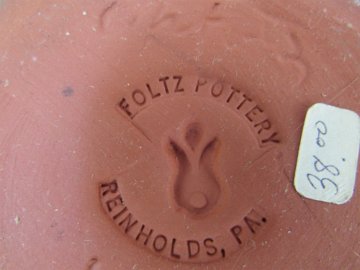 FOLTZ POTTERY
REINHOLDS, PA.
38.00